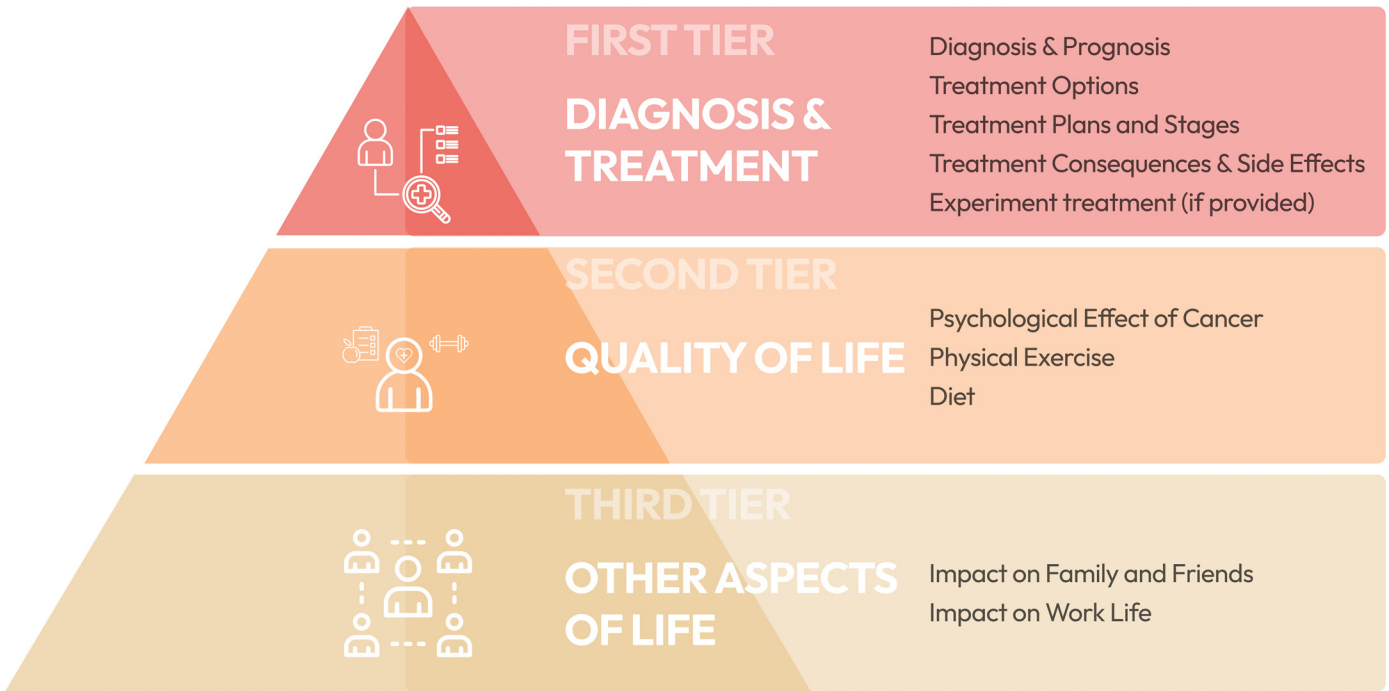 FIRST TIER
DIAGNOSIS &
TREATMENT
Diagnosis & Prognosis
Treatment Options
Treatment Plans and Stages
Treatment Consequences & Side Effects
Experiment treatment (if provided)
SECOND TIER
QUALITY OF LIFE
Psychological Effect of Cancer
Physical Exercise
Diet
THIRD TIER
OTHER ASPECTS
OF LIFE
Impact on Family and Friends
Impact on Work Life